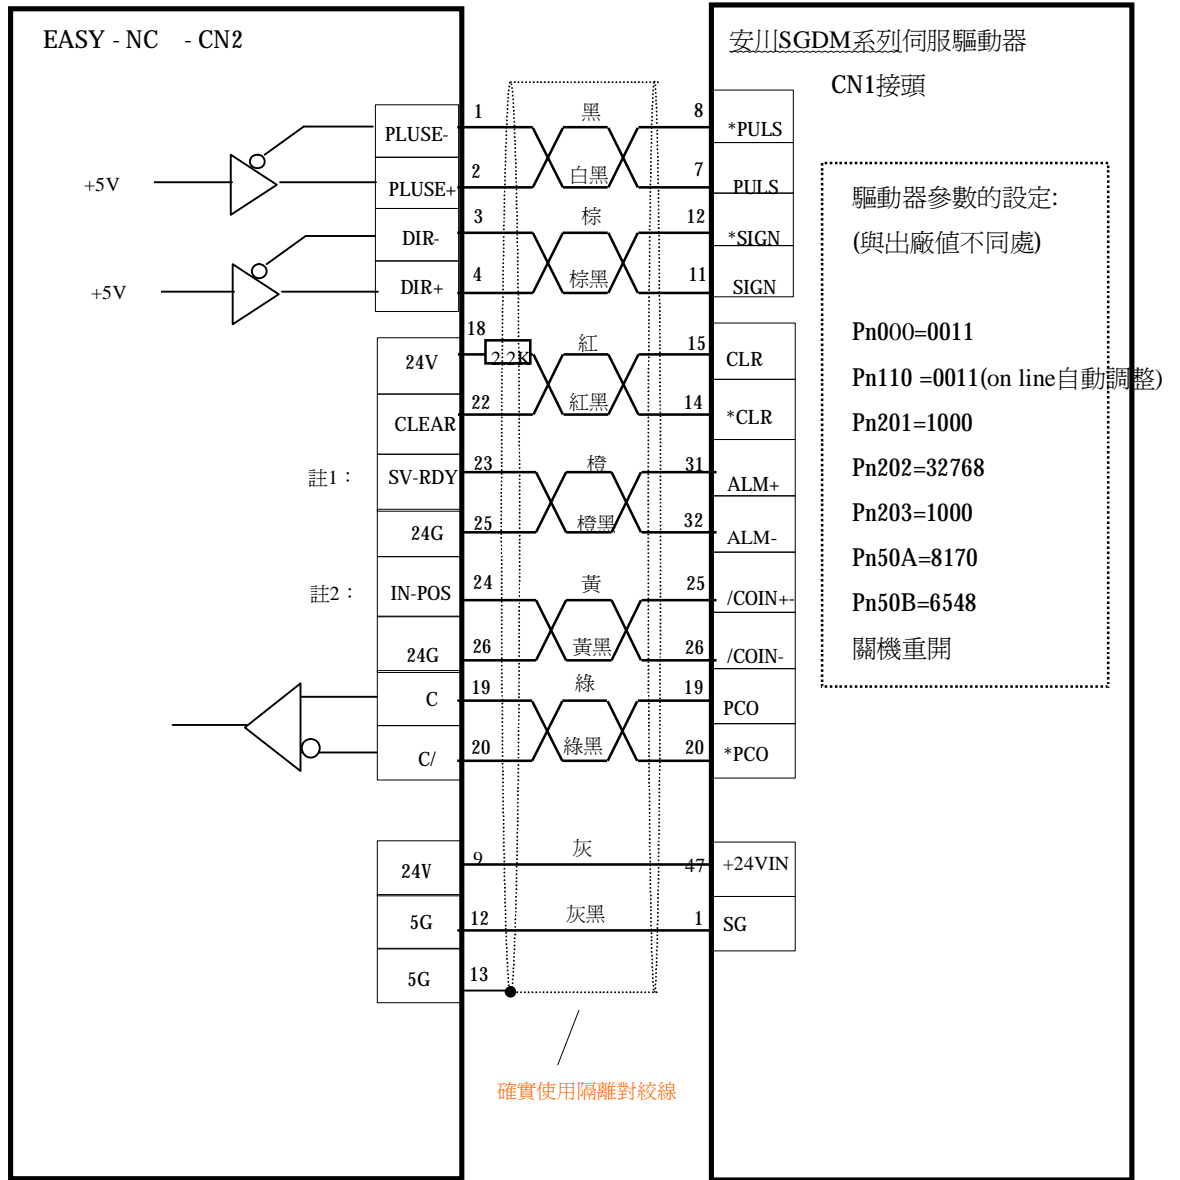 EASY - NC - CN2
安川SGDM系列伺服驅動器
CN1接頭
PLUSE- 1 黑 8 *PULS
+5V PLUSE+ 2 白黑 7 PULS
DIR- 3 棕 12 *SIGN
+5V DIR+ 4 棕黑 11 SIGN
24V 18 2.2K 紅 15 CLR
CLEAR 22 紅黑 14 *CLR
註1： SV-RDY 23 橙 31 ALM+
24G 25 橙黑 32 ALM-
註2： IN-POS 24 黃 25 /COIN+-
24G 26 黃黑 26 /COIN-
C 19 綠 19 PCO
C/ 20 綠黑 20 *PCO
24V 9 灰 47 +24VIN
5G 12 灰黑 1 SG
5G 13
確實使用隔離對絞線
驅動器參數的設定:
(與出廠值不同處)
Pn000=0011
Pn110 =0011(on line自動調整)
Pn201=1000
Pn202=32768
Pn203=1000
Pn50A=8170
Pn50B=6548
關機重開